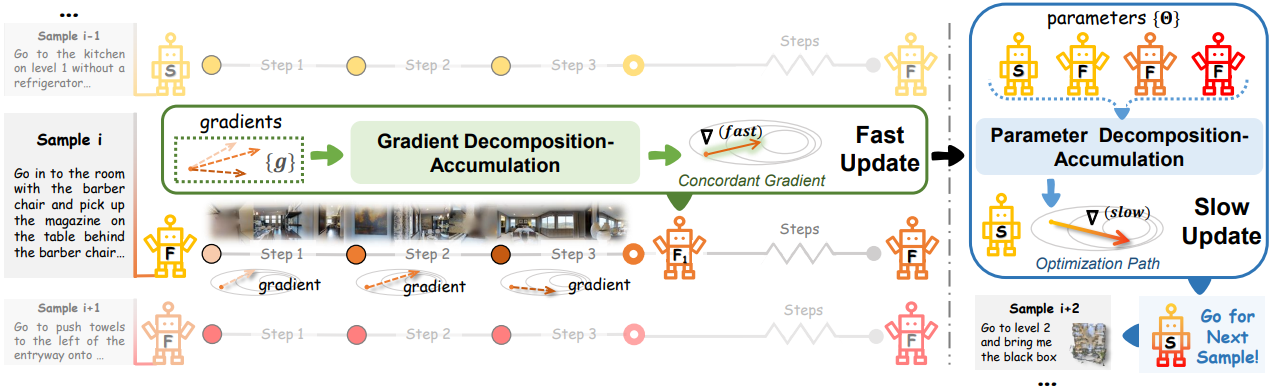 ...
Sample i-1
Go to the kitchen
on level 1 without a
refrigerator...
S
Step 1
Step 2
Step 3
Steps
F
Sample i
Go in to the room
with the barber
chair and pick up
the magazine on
the table behind
the barber chair...
gradients
{g}
Gradient Decomposition-
Accumulation
∇ (fast)
Concordant Gradient
Fast
Update
F
Step 1
Step 2
Step 3
F1
Steps
F
gradient
gradient
gradient
Sample i+1
Go to push towels
to the left of the
entryway onto ...
F
Step 1
Step 2
Step 3
Steps
F
parameters {Θ}
S
F
F
F
Parameter Decomposition-
Accumulation
S
∇ (slow)
Optimization Path
Slow
Update
Sample i+2
Go to level 2
and bring me
the black box
S
Go for
Next
Sample!
...